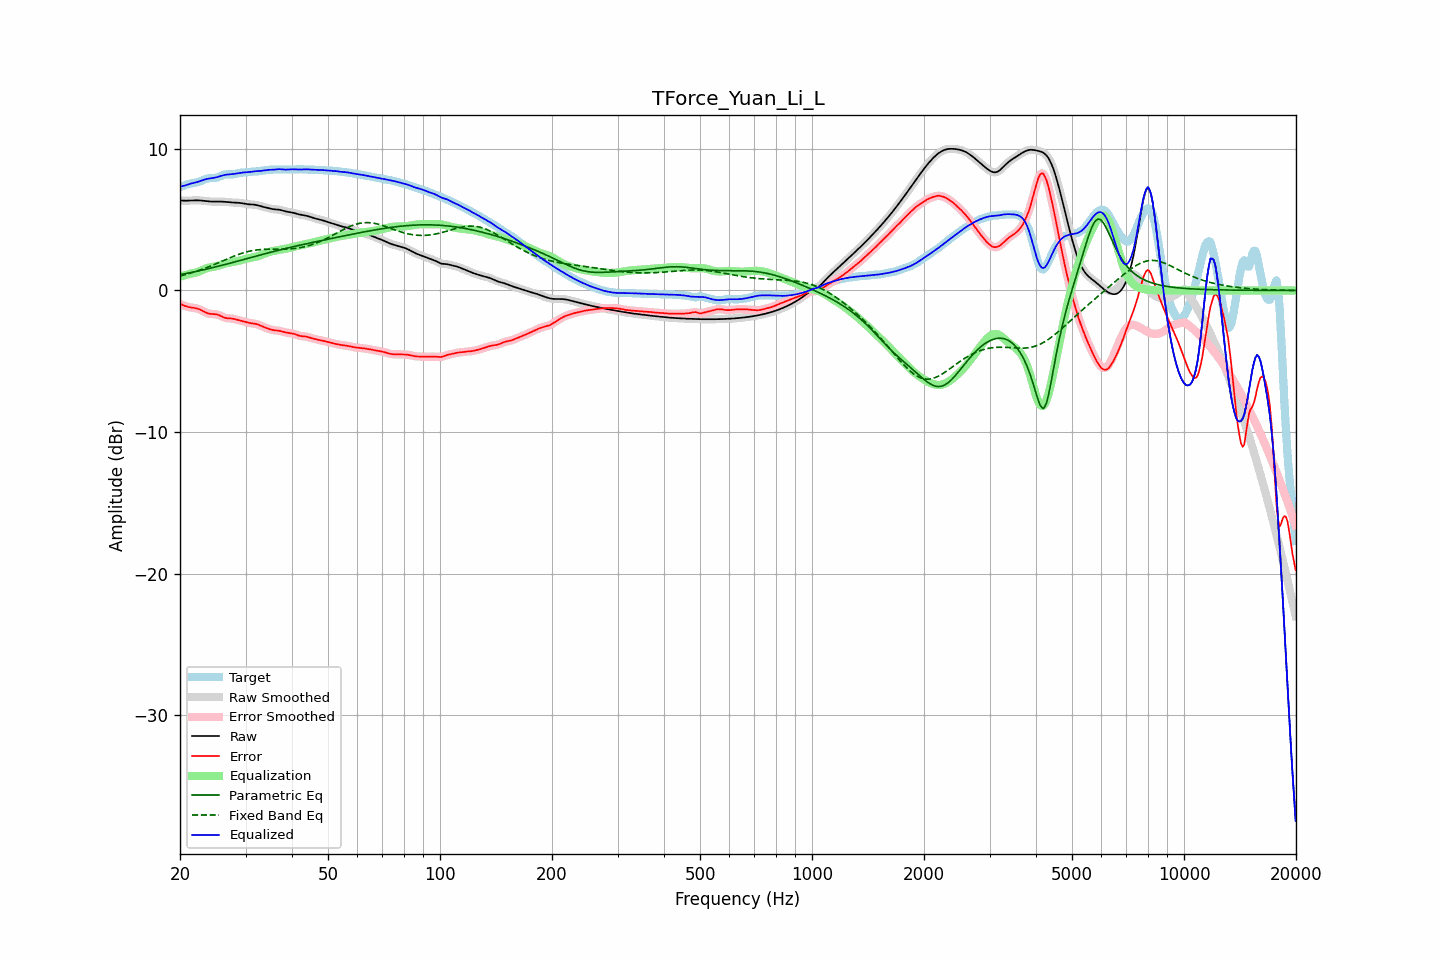 TForce_Yuan_Li_L
10
0
−10
−20
−30
Amplitude (dBr)
20
50
100
200
500
1000
2000
5000
10000
20000
Frequency (Hz)
Target
Raw Smoothed
Error Smoothed
Raw
Error
Equalization
Parametric Eq
Fixed Band Eq
Equalized